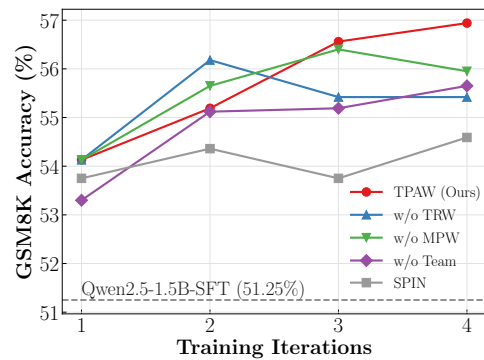 57
56
55
54
53
52
51
GSM8K Accuracy (%)
TPAW (Ours)
w/o TRW
w/o MPW
w/o Team
SPIN
Qwen2.5-1.5B-SFT (51.25%)
1
2
3
4
Training Iterations